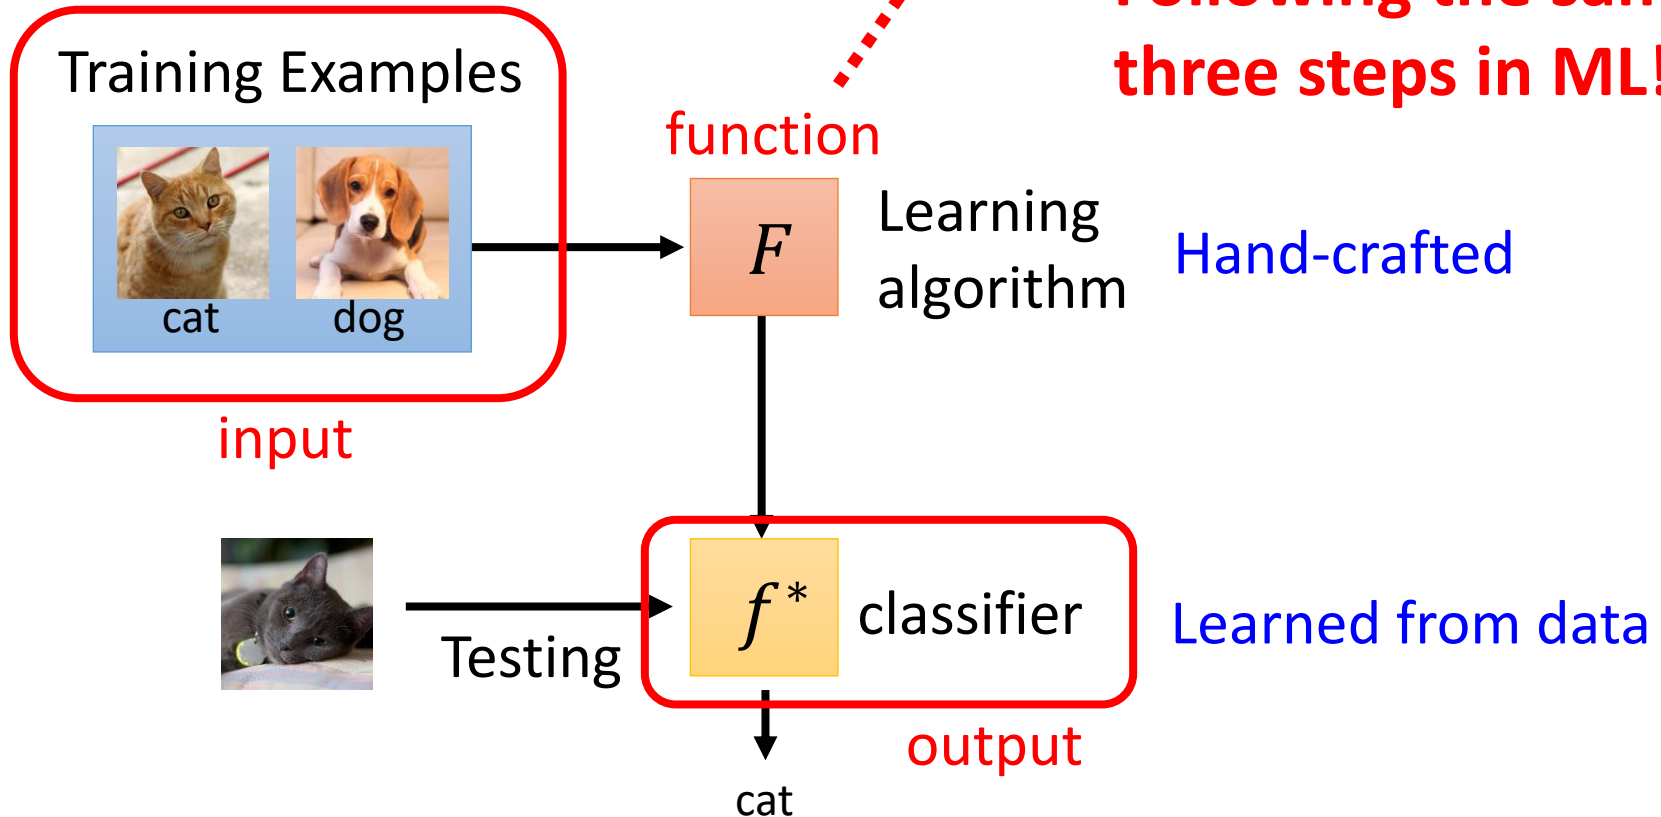 three steps in ML!
Training Examples
function
cat
dog
F
Learning
algorithm
Hand-crafted
input
f*
classifier
Testing
Learned from data
output
cat